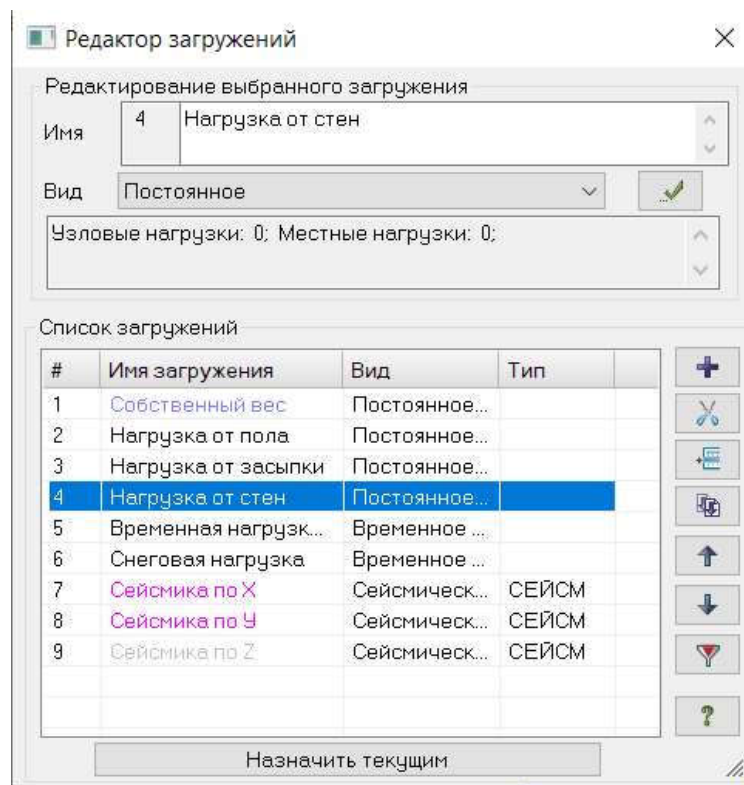 Редактор загружений
Редактирование выбранного загружения
Имя 4 Нагрузка от стен
Вид Постоянное
Узловые нагрузки: 0; Местные нагрузки: 0;
Список загружений
# Имя загружения Вид Тип
1 Собственный вес Постоянное...
2 Нагрузка от пола Постоянное...
3 Нагрузка от засыпки Постоянное...
4 Нагрузка от стен Постоянное...
5 Временная нагрузк... Временное ...
6 Снеговая нагрузка Временное ...
7 Сейсмика по X Сейсмическ... СЕЙСМ
8 Сейсмика по У Сейсмическ... СЕЙСМ
9 Сейсмика по Z Сейсмическ... СЕЙСМ
?
Назначить текущим